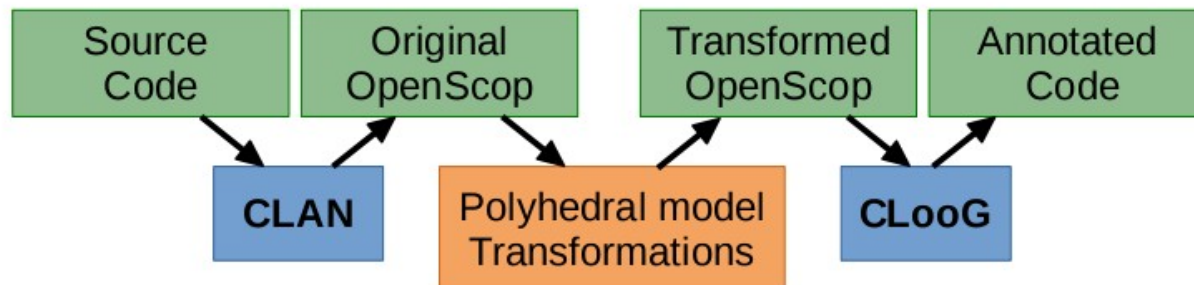 Source
Code
Original
OpenScop
Transformed
OpenScop
Annotated
Code
CLAN
Polyhedral model
Transformations
CLooG